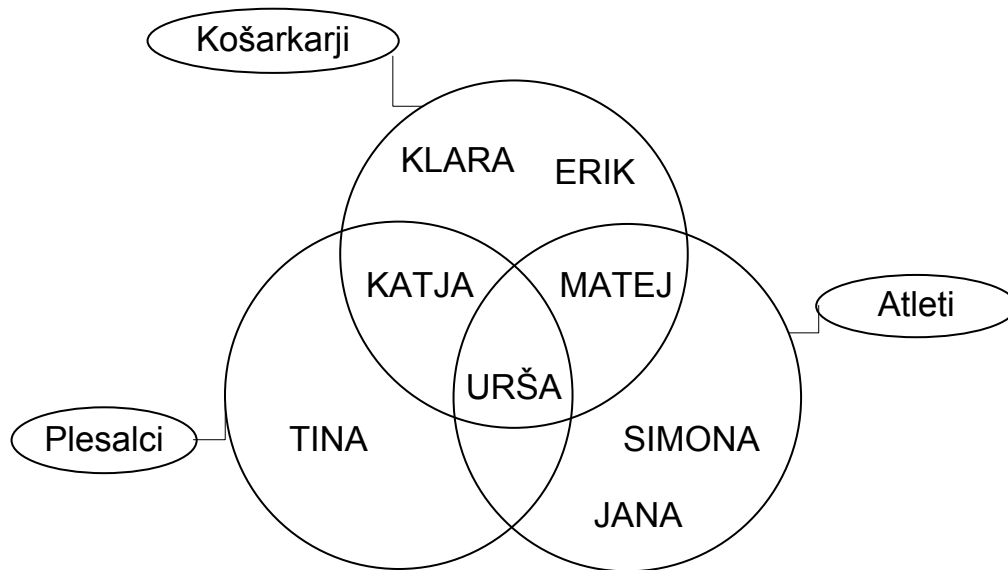 Košarkarji
KLARA
ERIK
KATJA
MATEJ
Atleti
URŠA
Plesalci
TINA
SIMONA
JANA